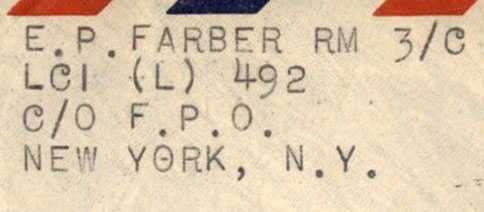 E.P.FARBER RM 3/C
LCI (L) 492
C/O F.P.O.
NEW YORK, N.Y.